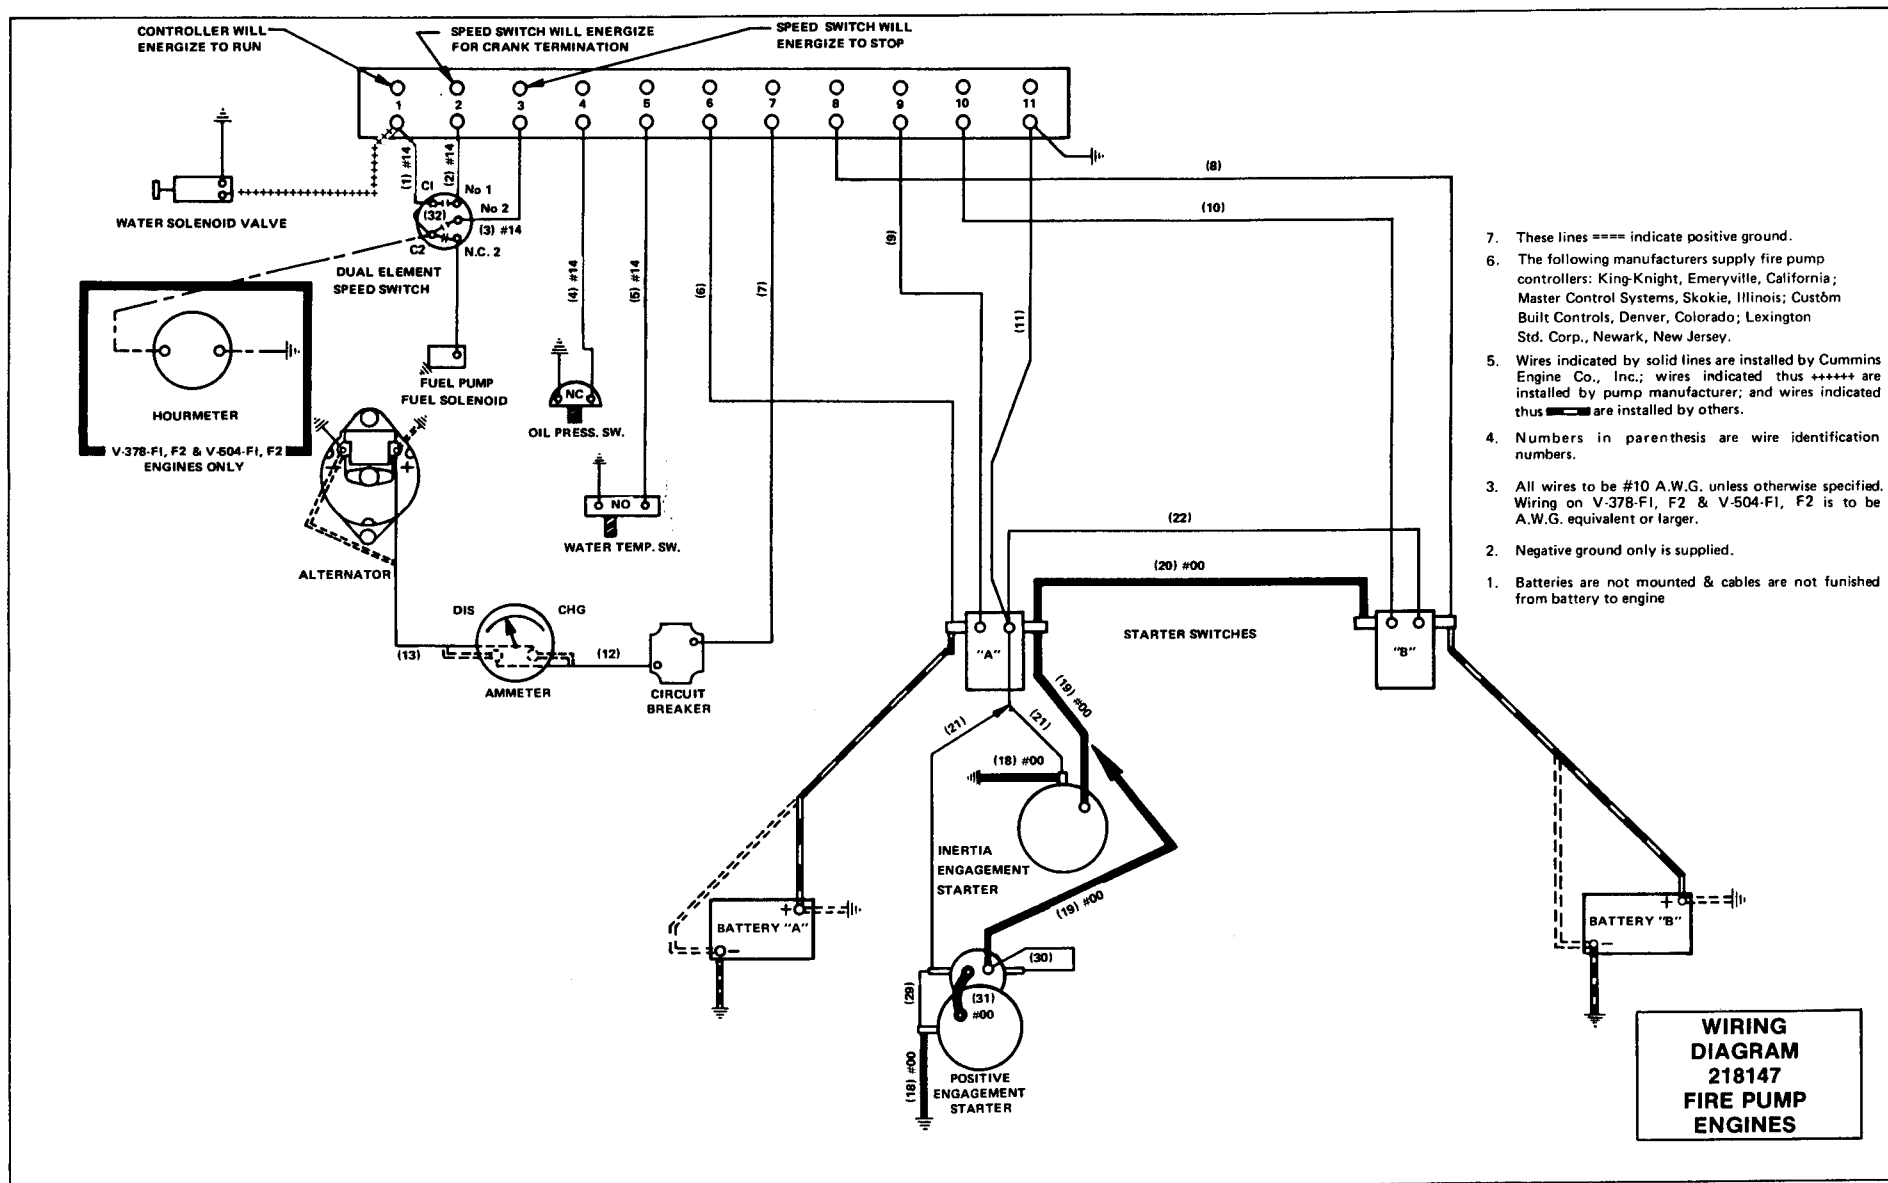 CONTROLLER WILL
ENERGIZE TO RUN
SPEED SWITCH WILL ENERGIZE
FOR CRANK TERMINATION
SPEED SWITCH WILL
ENERGIZE TO STOP
1 2 3 4 5 6 7 8 9 10 11
(1) #14
(2) #14
C1
No 1
No 2
(32)
(3) #14
C2
N.C. 2
WATER SOLENOID VALVE
DUAL ELEMENT
SPEED SWITCH
(4) #14
(5) #14
(6)
(7)
(8)
(9)
(10)
(11)
HOURMETER
V-378-FI, F2 & V-504-FI, F2
ENGINES ONLY
FUEL PUMP
FUEL SOLENOID
NC
OIL PRESS. SW.
NO
WATER TEMP. SW.
+
+
ALTERNATOR
DIS
CHG
(13)
(12)
AMMETER
CIRCUIT
BREAKER
(22)
(20) #00
"A"
STARTER SWITCHES
"B"
(19) #00
(21)
(21)
(18) #00
INERTIA
ENGAGEMENT
STARTER
(19) #00
+
BATTERY "A"
-
+
BATTERY "B"
-
(30)
(29)
(31)
#00
(18) #00
POSITIVE
ENGAGEMENT
STARTER
7. These lines ==== indicate positive ground.
6. The following manufacturers supply fire pump
controllers: King-Knight, Emeryville, California;
Master Control Systems, Skokie, Illinois; Custom
Built Controls, Denver, Colorado; Lexington
Std. Corp., Newark, New Jersey.
5. Wires indicated by solid lines are installed by Cummins
Engine Co., Inc.; wires indicated thus ++++++ are
installed by pump manufacturer; and wires indicated
thus are installed by others.
4. Numbers in parenthesis are wire identification
numbers.
3. All wires to be #10 A.W.G. unless otherwise specified.
Wiring on V-378-FI, F2 & V-504-FI, F2 is to be
A.W.G. equivalent or larger.
2. Negative ground only is supplied.
1. Batteries are not mounted & cables are not funished
from battery to engine
WIRING
DIAGRAM
218147
FIRE PUMP
ENGINES